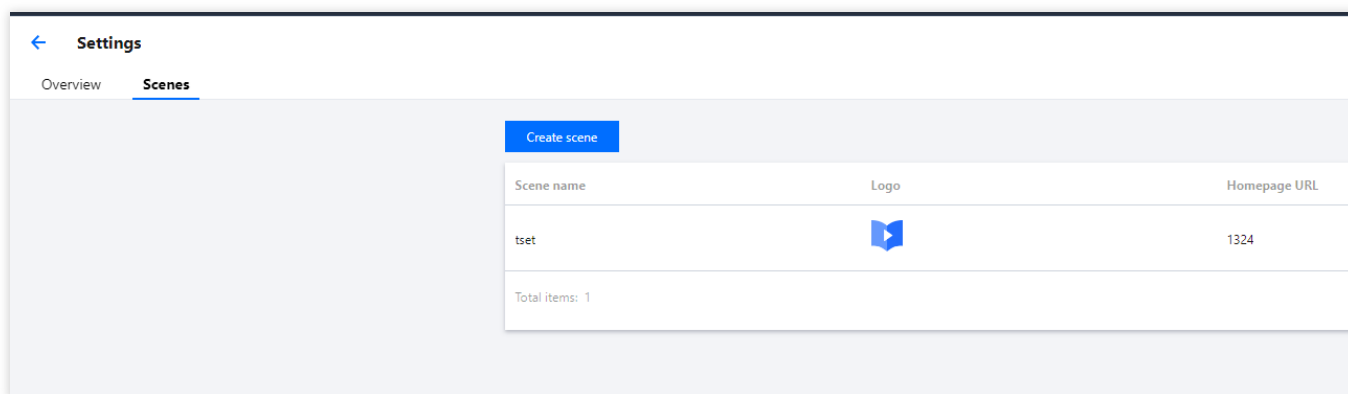 Settings
Overview Scenes
Create scene
Scene name Logo Homepage URL
tset 1324
Total items: 1